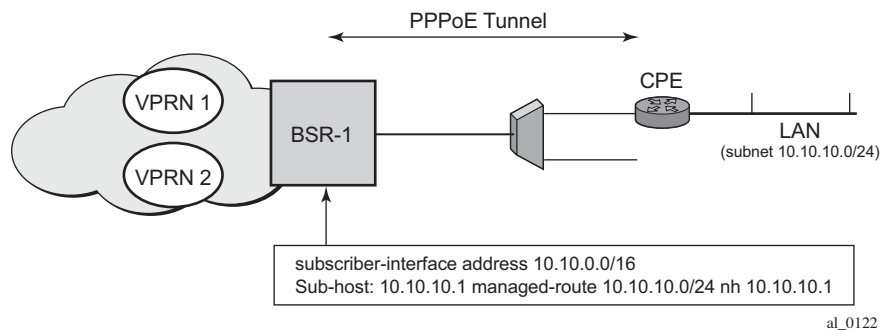 PPPoE Tunnel
CPE
VPRN 1
BSR-1
LAN
(subnet 10.10.10.0/24)
VPRN 2
subscriber-interface address 10.10.0.0/16
Sub-host: 10.10.10.1 managed-route 10.10.10.0/24 nh 10.10.10.1
al_0122